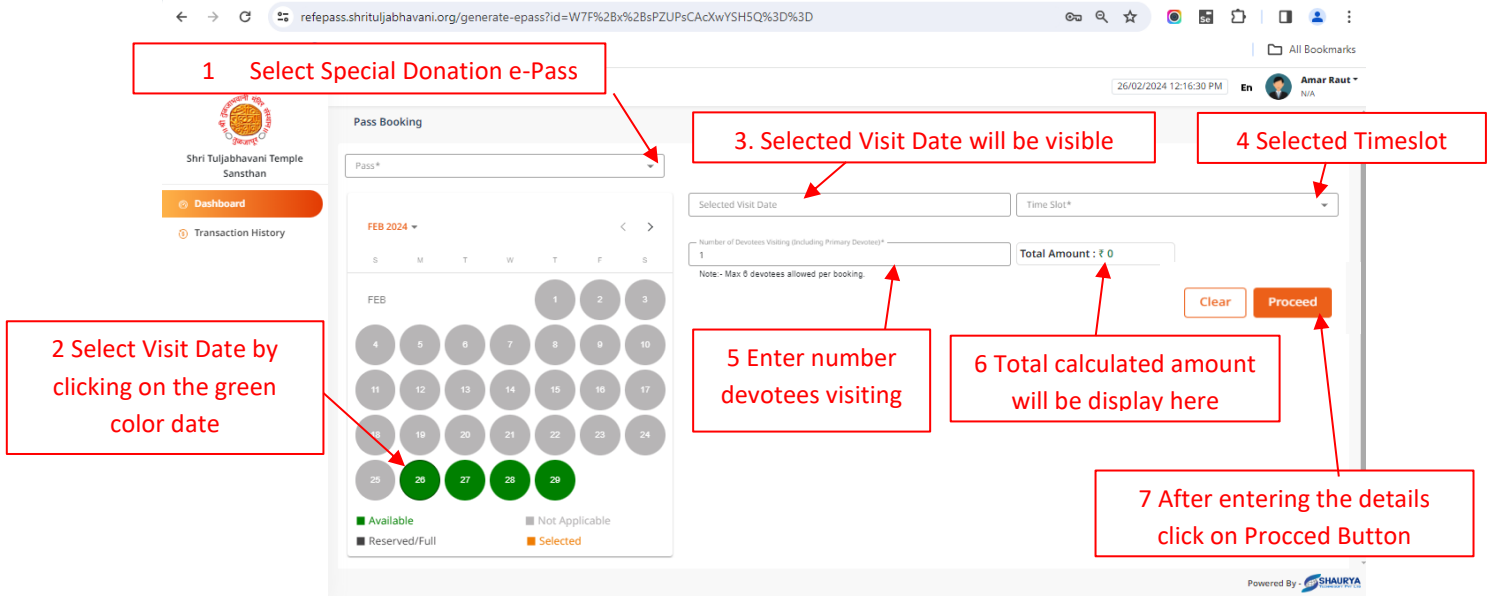 refepass.shrituljabhavani.org/generate-epass?id=W7F%2Bx%2BsPZUPsCAcXwYSH5Q%3D%3D
All Bookmarks
1 Select Special Donation e-Pass
26/02/2024 12:16:30 PM
En
Amar Raut
N/A
Shri Tuljabhavani Temple
Sansthan
Dashboard
Transaction History
Pass Booking
3. Selected Visit Date will be visible
4 Selected Timeslot
Pass*
Selected Visit Date
Time Slot*
FEB 2024
Number of Devotees Visiting (Including Primary Devotee)*
1
Total Amount : ₹ 0
Note:- Max 6 devotees allowed per booking.
S M T W T F S
FEB 1 2 3
4 5 6 7 8 9 10
11 12 13 14 15 16 17
18 19 20 21 22 23 24
25 26 27 28 29
Clear
Proceed
2 Select Visit Date by
clicking on the green
color date
5 Enter number
devotees visiting
6 Total calculated amount
will be display here
7 After entering the details
click on Procced Button
Available
Not Applicable
Reserved/Full
Selected
Powered By - SHAURYA